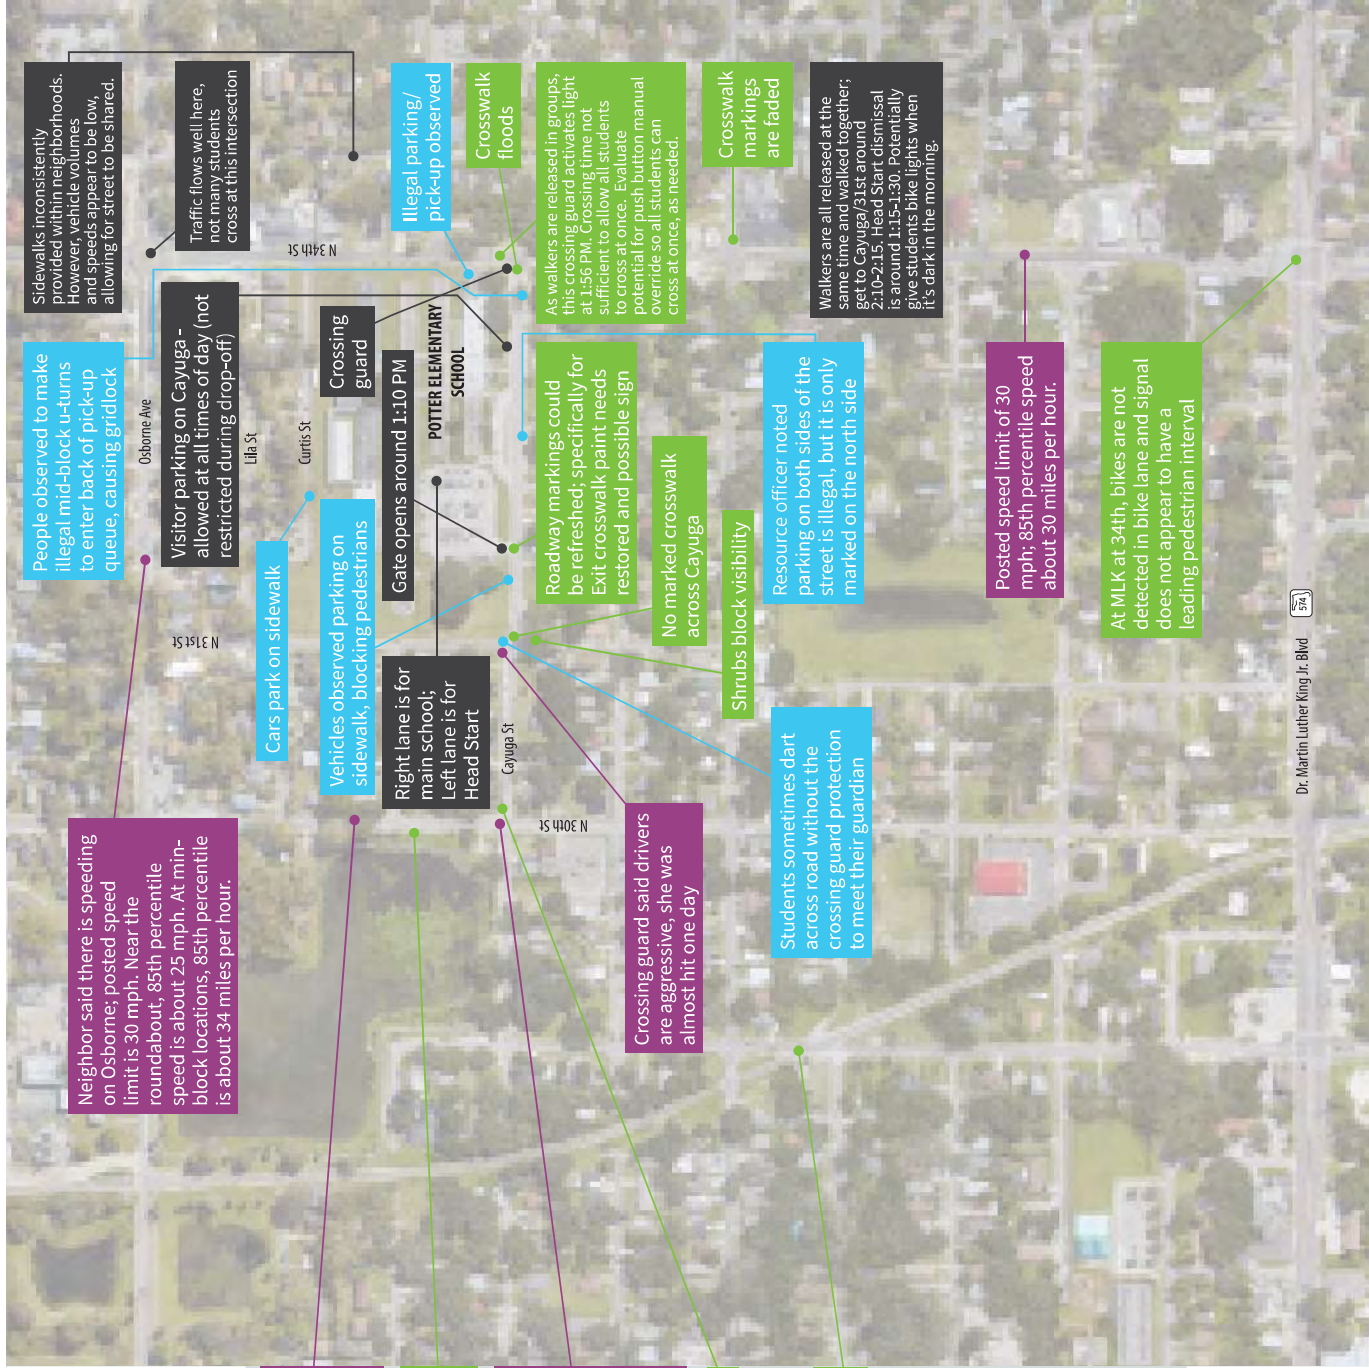 Sidewalks inconsistently
provided within neighborhoods.
However, vehicle volumes
and speeds appear to be low,
allowing for street to be shared.
Traffic flows well here,
not many students
cross at this intersection
Illegal parking/
pick-up observed
Crosswalk
floods
As walkers are released in groups,
this crossing guard activates light
at 1:56 PM. Crossing time not
sufficient to allow all students
to cross at once. Evaluate
potential for push button manual
override so all students can
cross at once, as needed.
Crosswalk
markings
are faded
Walkers are all released at the
same time and walked together;
get to Cayuga/31st around
2:10-2:15. Head Start dismissal
is around 1:15-1:30. Potentially
give students bike lights when
it's dark in the morning.
N 34th St
People observed to make
illegal mid-block u-turns
to enter back of pick-up
queue, causing gridlock
Osborne Ave
Visitor parking on Cayuga -
allowed at all times of day (not
restricted during drop-off)
Lila St
Curtis St
Crossing
guard
Gate opens around 1:10 PM
POTTER ELEMENTARY
SCHOOL
Roadway markings could
be refreshed; specifically for
Exit crosswalk paint needs
restored and possible sign
No marked crosswalk
across Cayuga
Shrubs block visibility
Resource officer noted
parking on both sides of the
street is illegal, but it is only
marked on the north side
Posted speed limit of 30
mph; 85th percentile speed
about 30 miles per hour.
At MLK at 34th, bikes are not
detected in bike lane and signal
does not appear to have a
leading pedestrian interval
N 31st St
Cars park on sidewalk
Vehicles observed parking on
sidewalk, blocking pedestrians
Right lane is for
main school;
Left lane is for
Head Start
Cayuga St
574
Dr. Martin Luther King Jr. Blvd
Neighbor said there is speeding
on Osborne; posted speed
limit is 30 mph. Near the
roundabout, 85th percentile
speed is about 25 mph. At min-
block locations, 85th percentile
is about 34 miles per hour.
N 30th St
Crossing guard said drivers
are aggressive, she was
almost hit one day
Students sometimes dart
across road without the
crossing guard protection
to meet their guardian